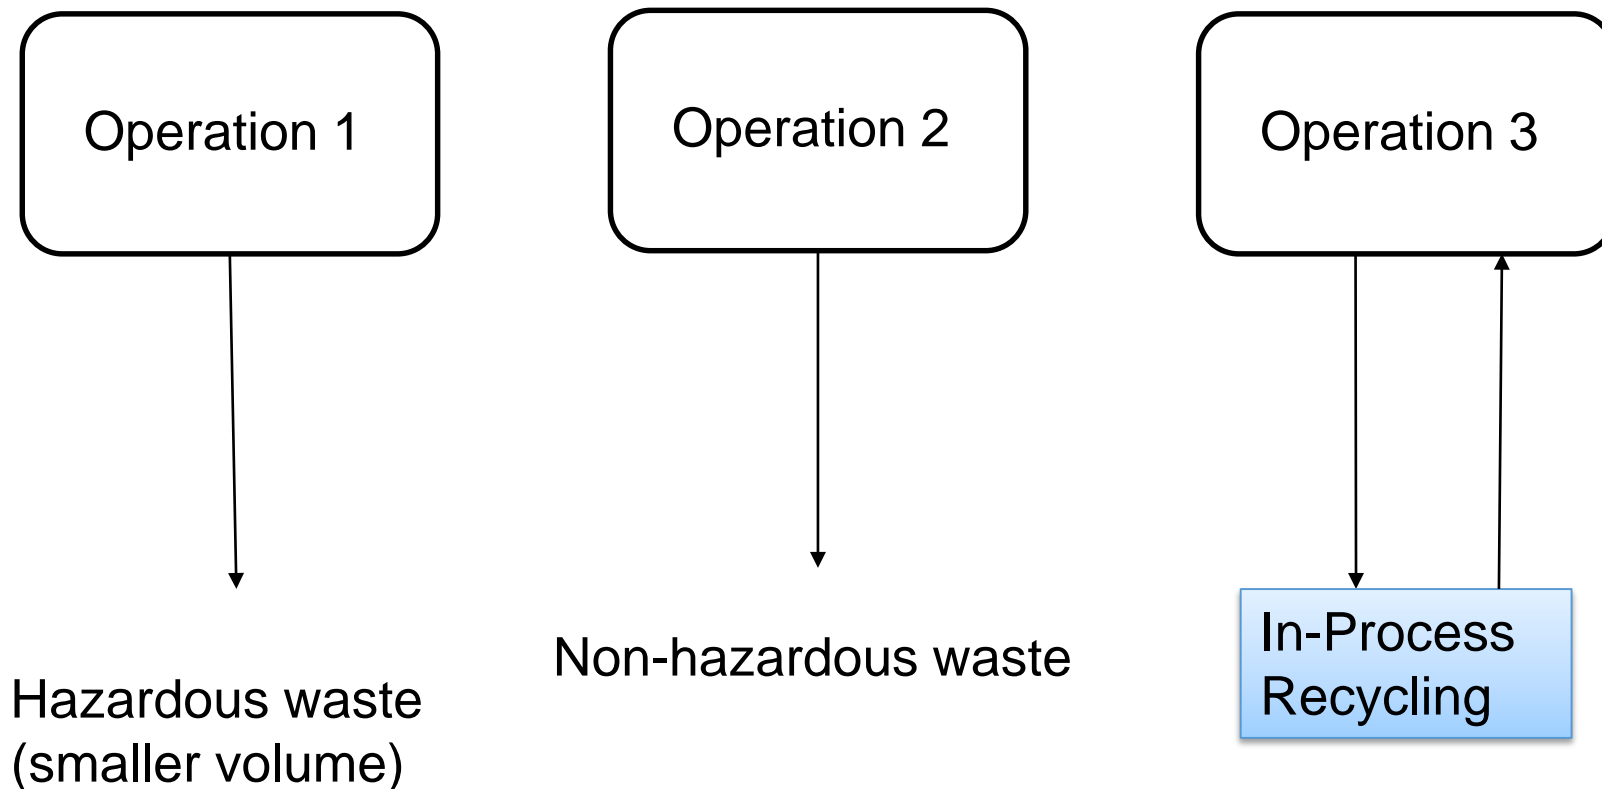 Operation 1
Operation 2
Operation 3
Hazardous waste
(smaller volume)
Non-hazardous waste
In-Process
Recycling